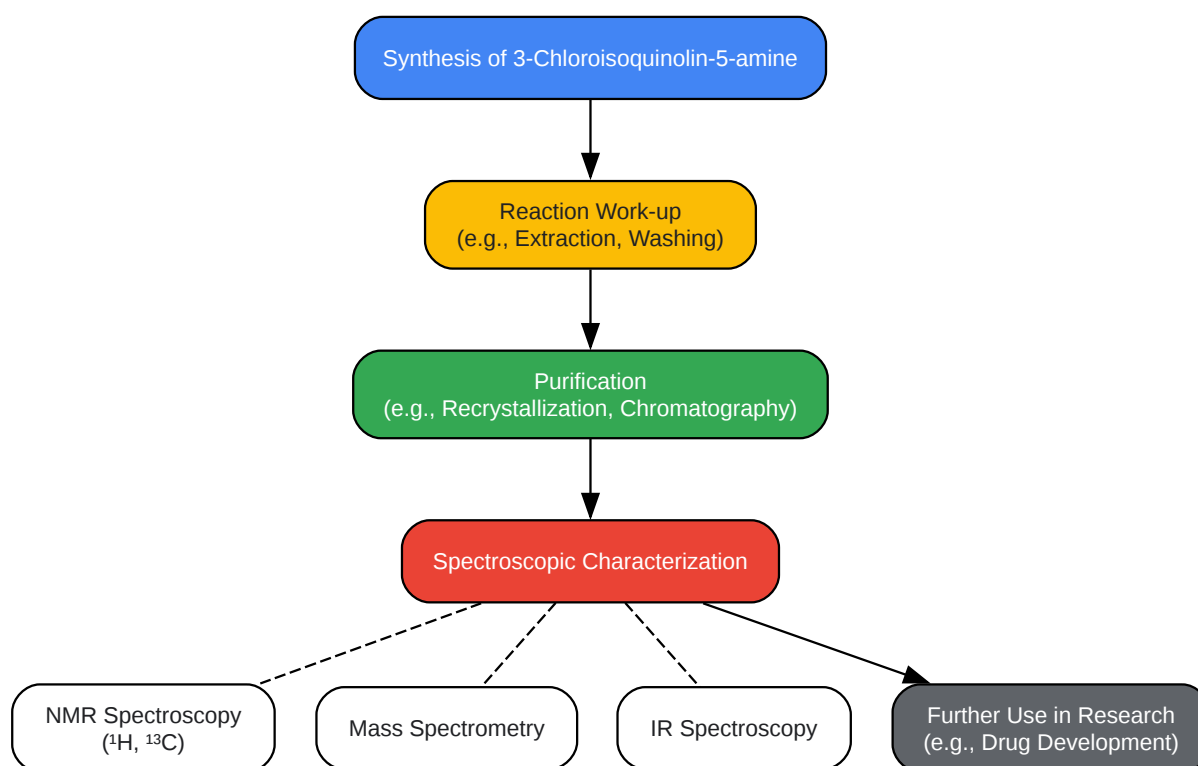 Synthesis of 3-Chloroisoquinolin-5-amine
Reaction Work-up
(e.g., Extraction, Washing)
Purification
(e.g., Recrystallization, Chromatography)
Spectroscopic Characterization
NMR Spectroscopy
(¹H, ¹³C)
Mass Spectrometry
IR Spectroscopy
Further Use in Research
(e.g., Drug Development)